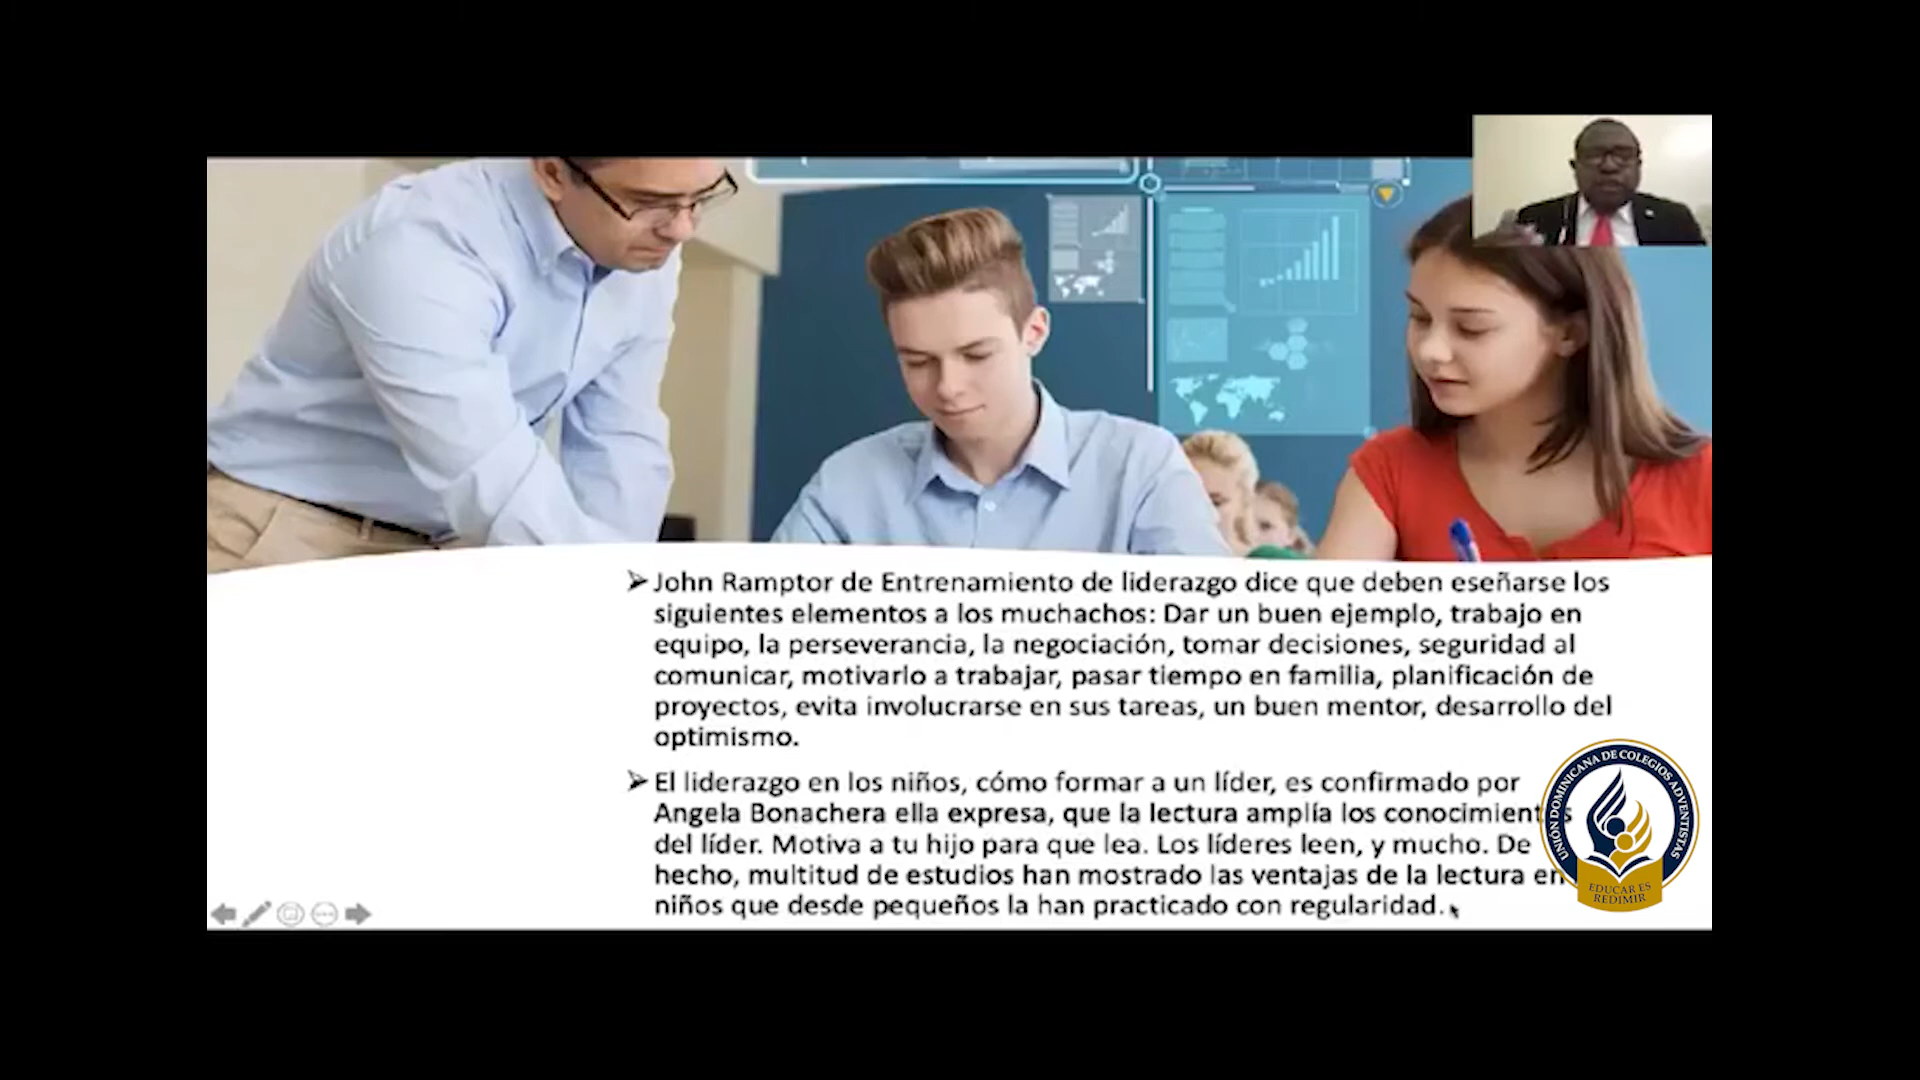 ➢ John Ramptor de Entrenamiento de liderazgo dice que deben eseñarse los
siguientes elementos a los muchachos: Dar un buen ejemplo, trabajo en
equipo, la perseverancia, la negociación, tomar decisiones, seguridad al
comunicar, motivarlo a trabajar, pasar tiempo en familia, planificación de
proyectos, evita involucrarse en sus tareas, un buen mentor, desarrollo del
optimismo.
➢ El liderazgo en los niños, cómo formar a un líder, es confirmado por
Angela Bonachera ella expresa, que la lectura amplía los conocimientos
del líder. Motiva a tu hijo para que lea. Los líderes leen, y mucho. De
hecho, multitud de estudios han mostrado las ventajas de la lectura en
niños que desde pequeños la han practicado con regularidad.
UNIÓN DOMINICANA DE COLEGIOS ADVENTISTAS
EDUCAR ES
REDIMIR